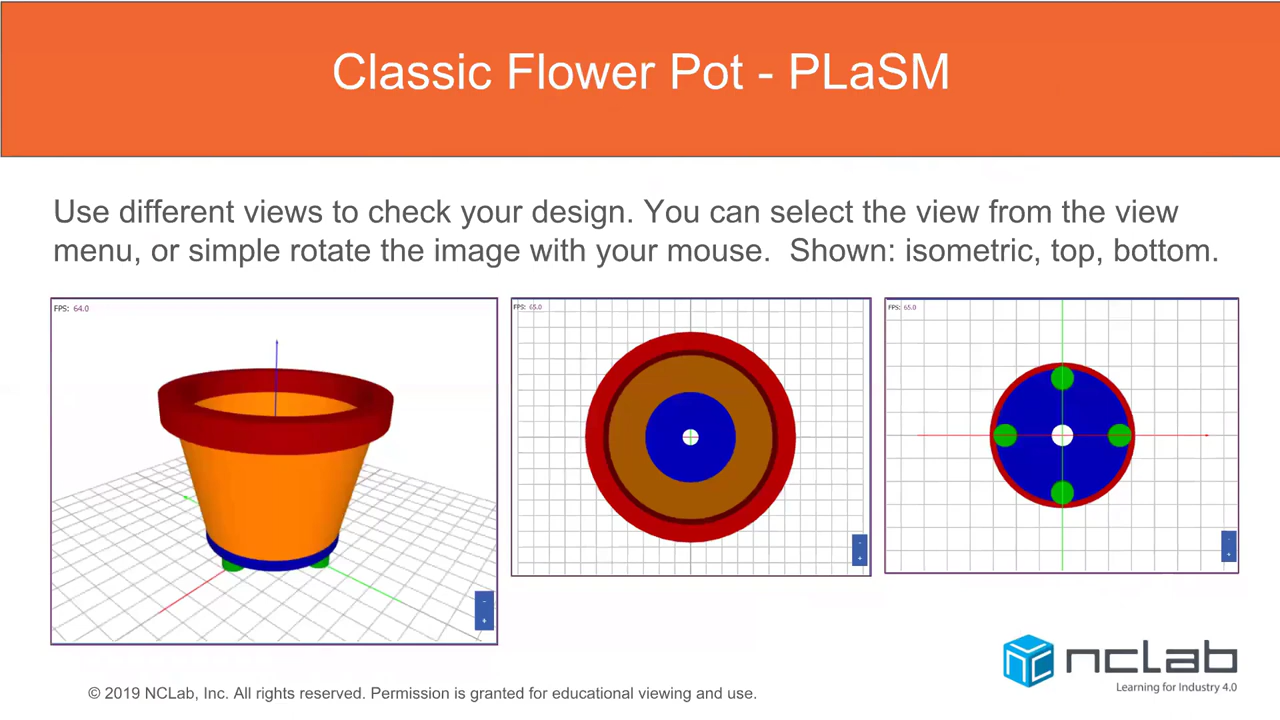 Classic Flower Pot - PLaSM
Use different views to check your design. You can select the view from the view
menu, or simple rotate the image with your mouse. Shown: isometric, top, bottom.
FPS: 64.0
FPS: 65.0
FPS: 65.0
-
+
-
+
-
+
nclab
Learning for Industry 4.0
© 2019 NCLab, Inc. All rights reserved. Permission is granted for educational viewing and use.